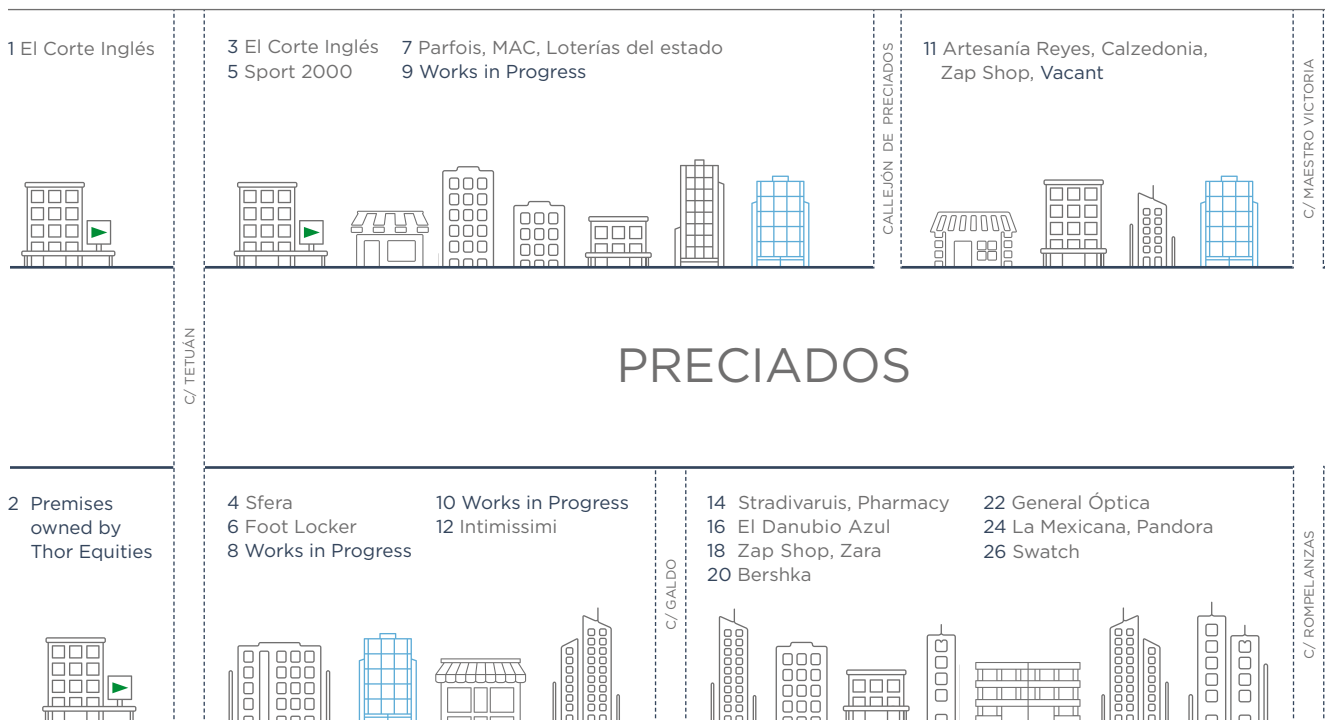 1 El Corte Inglés
3 El Corte Inglés
5 Sport 2000
7 Parfois, MAC, Loterías del estado
9 Works in Progress
CALLEJÓN DE PRECIADOS
11 Artesanía Reyes, Calzedonia,
Zap Shop, Vacant
C/ MAESTRO VICTORIA
C/ TETUÁN
PRECIADOS
2 Premises
owned by
Thor Equities
4 Sfera
6 Foot Locker
8 Works in Progress
10 Works in Progress
12 Intimissimi
C/ GALDO
14 Stradivaruis, Pharmacy
16 El Danubio Azul
18 Zap Shop, Zara
20 Bershka
22 General Óptica
24 La Mexicana, Pandora
26 Swatch
C/ ROMPELANZAS